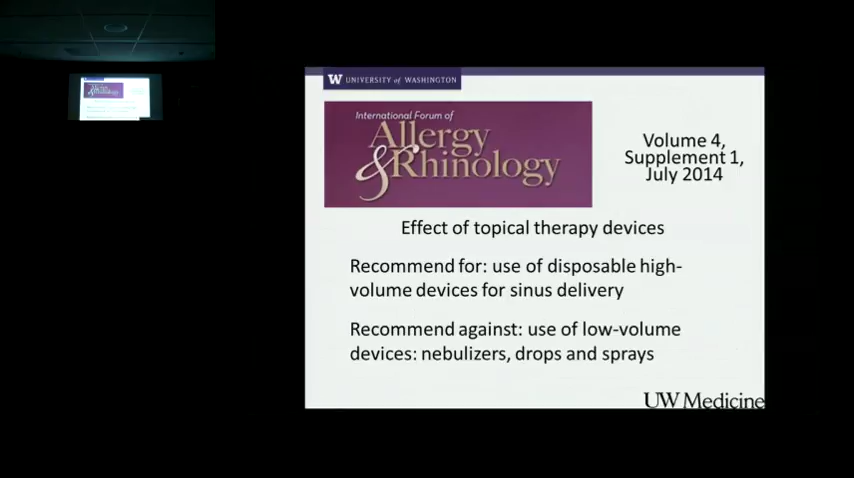 W UNIVERSITY of WASHINGTON
International Forum of
Allergy
& Rhinology
Volume 4,
Supplement 1,
July 2014
Effect of topical therapy devices
Recommend for: use of disposable high-
volume devices for sinus delivery
Recommend against: use of low-volume
devices: nebulizers, drops and sprays
UW Medicine